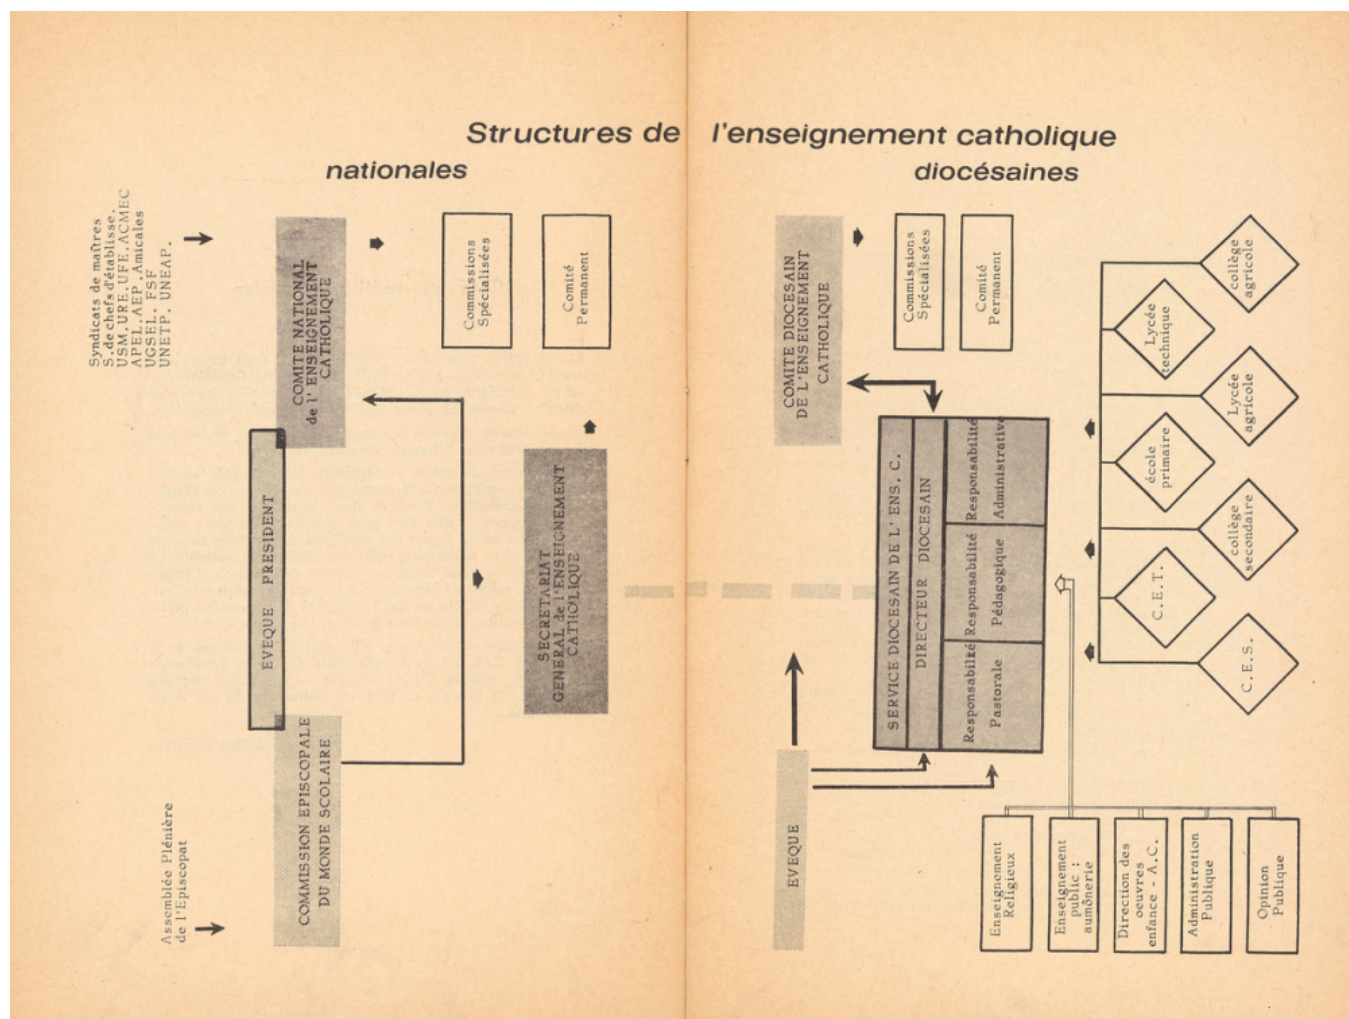 Structures de l'enseignement catholique
nationales
diocésaines
Syndicats de maîtres
S.de chefs d'établisse.
USM.URE.UFE.ACMEC
APEL.AEP.Amicales
UGSEL. FSF
UNETP. UNEAP.
COMITE NATIONAL
de l' ENSEIGNEMENT
CATHOLIQUE
Commissions
Spécialisées
Comité
Permanent
EVEQUE PRESIDENT
SECRETARIAT
GENERAL de l'ENSEIGNEMENT
CATHOLIQUE
COMMISSION EPISCOPALE
DU MONDE SCOLAIRE
Assemblée Plénière
de l'Episcopat
COMITE DIOCESAIN
DE L'ENSEIGNEMENT
CATHOLIQUE
Commissions
Spécialisées
Comité
Permanent
SERVICE DIOCESAIN DE L' ENS. C.
DIRECTEUR DIOCESAIN
Responsabilité
Administrative
Responsabilité
Pédagogique
Responsabilité
Pastorale
EVEQUE
collège
agricole
Lycée
technique
Lycée
agricole
école
primaire
collège
secondaire
C.E.T.
C.E.S.
Enseignement
Religieux
Enseignement
public :
aumônerie
Direction des
oeuvres
enfance - A.C.
Administration
Publique
Opinion
Publique